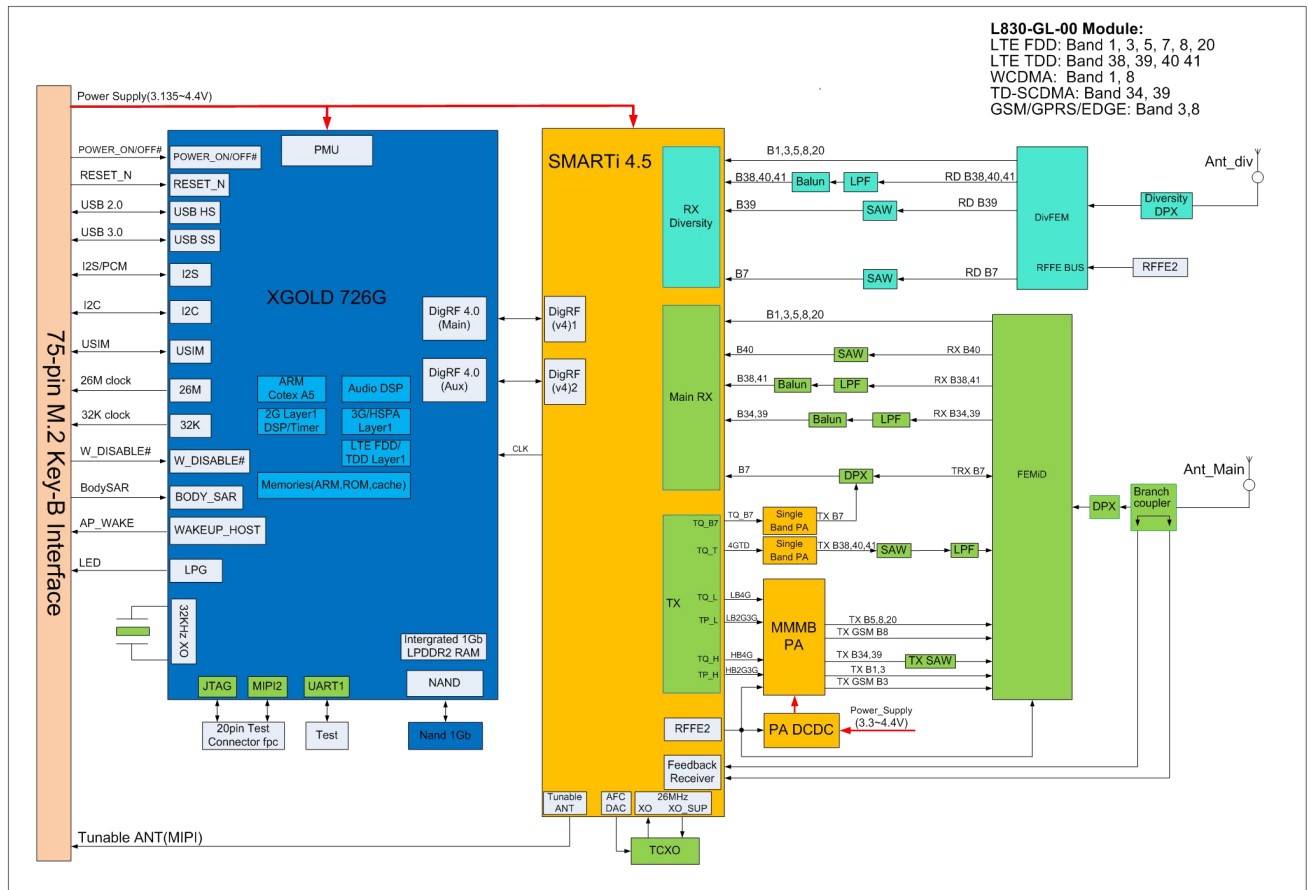 L830-GL-00 Module:
LTE FDD: Band 1, 3, 5, 7, 8, 20
LTE TDD: Band 38, 39, 40 41
WCDMA: Band 1, 8
TD-SCDMA: Band 34, 39
GSM/GPRS/EDGE: Band 3,8
75-pin M.2 Key-B Interface
Power Supply(3.135~4.4V)
POWER_ON/OFF#
RESET_N
USB 2.0
USB 3.0
I2S/PCM
I2C
USIM
26M clock
32K clock
W_DISABLE#
BodySAR
AP_WAKE
LED
Tunable ANT(MIPI)
POWER_ON/OFF#
RESET_N
USB HS
USB SS
I2S
I2C
USIM
26M
32K
W_DISABLE#
BODY_SAR
WAKEUP_HOST
LPG
32KHz XO
PMU
XGOLD 726G
DigRF 4.0
(Main)
DigRF 4.0
(Aux)
ARM
Cotex A5
Audio DSP
2G Layer1
DSP/Timer
3G/HSPA
Layer1
LTE FDD/
TDD Layer1
Memories(ARM,ROM,cache)
Intergrated 1Gb
LPDDR2 RAM
JTAG
MIPI2
UART1
NAND
20pin Test
Connector fpc
Test
Nand 1Gb
CLK
SMARTi 4.5
DigRF
(v4)1
DigRF
(v4)2
RX
Diversity
Main RX
TX
TQ_B7
TQ_T
TQ_L
TP_L
TQ_H
TP_H
RFFE2
Feedback
Receiver
Tunable
ANT
AFC
DAC
26MHz
XO
XO_SUP
TCXO
B1,3,5,8,20
B38,40,41
Balun
LPF
RD B38,40,41
B39
SAW
RD B39
B7
SAW
RD B7
DivFEM
RFFE BUS
Diversity
DPX
Ant_div
RFFE2
B1,3,5,8,20
B40
SAW
RX B40
B38,41
Balun
LPF
RX B38,41
B34,39
Balun
LPF
RX B34,39
B7
DPX
TRX B7
TQ_B7
Single
Band PA
TX B7
4GTD
Single
Band PA
TX B38,40,41
SAW
LPF
LB4G
LB2G3G
HB4G
HB2G3G
MMMB
PA
TX B5,8,20
TX GSM B8
TX B34,39
TX SAW
TX B1,3
TX GSM B3
PA DCDC
Power_Supply
(3.3~4.4V)
FEMiD
DPX
Branch
coupler
Ant_Main